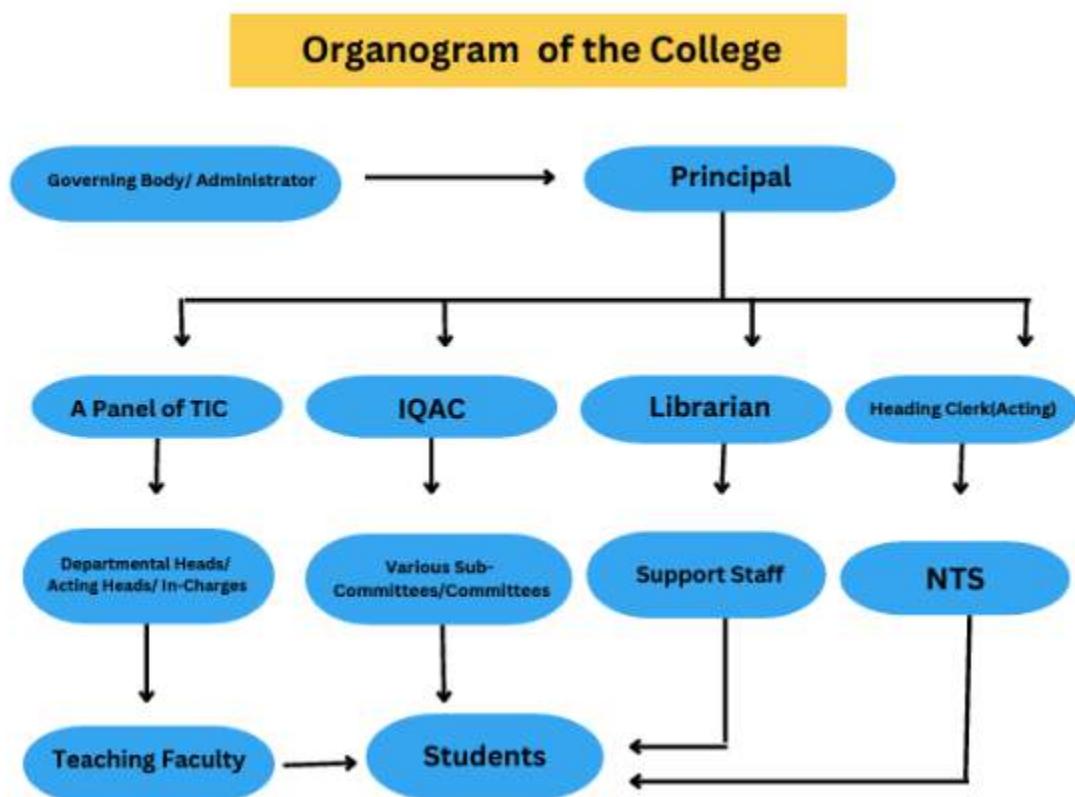 Organogram of the College
Governing Body/ Administrator
Principal
A Panel of TIC
IQAC
Librarian
Heading Clerk(Acting)
Departmental Heads/
Acting Heads/ In-Charges
Various Sub-
Committees/Committees
Support Staff
NTS
Teaching Faculty
Students